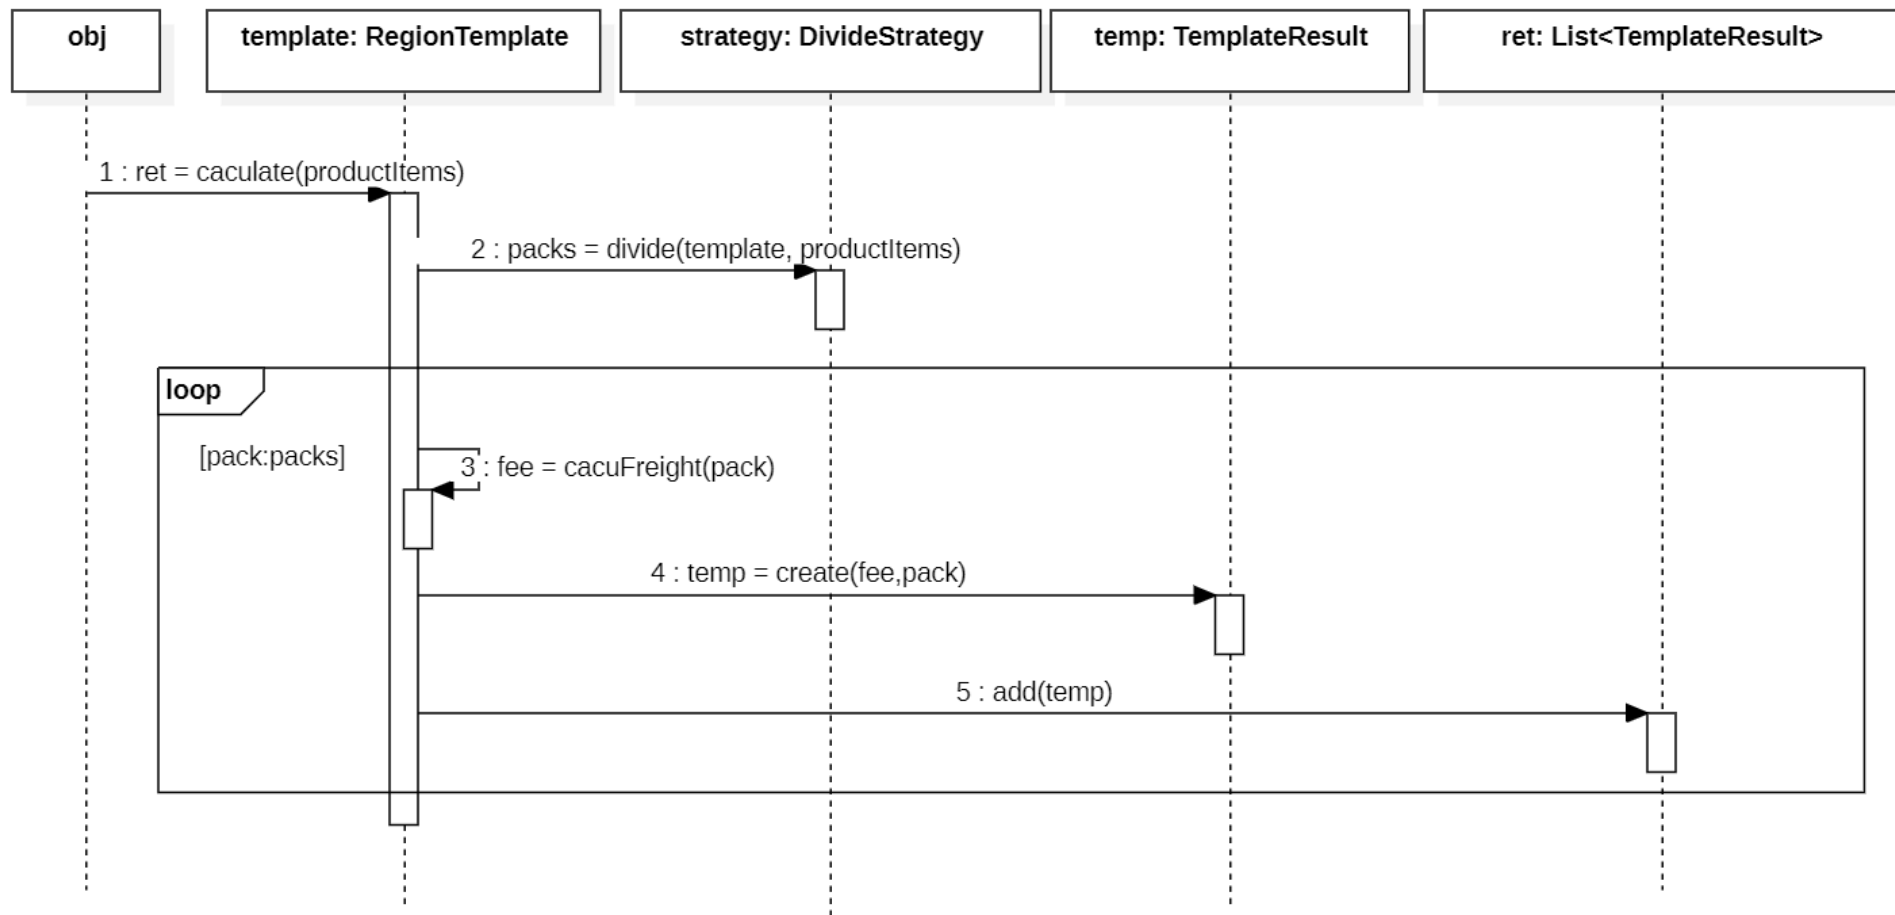 obj
template: RegionTemplate
strategy: DivideStrategy
temp: TemplateResult
ret: List<TemplateResult>
1 : ret = caculate(productItems)
2 : packs = divide(template, productItems)
loop
[pack:packs]
3 : fee = cacuFreight(pack)
4 : temp = create(fee,pack)
5 : add(temp)